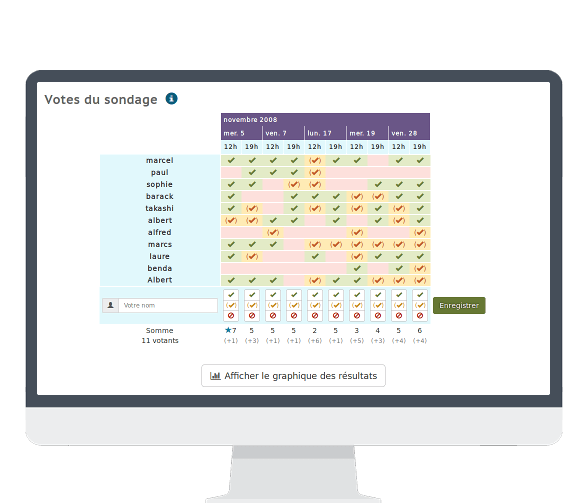 Votes du sondage
novembre 2008
mer. 5 ven. 7 lun. 17 mer. 19 ven. 28
12h 19h 12h 19h 12h 19h 12h 19h 12h 19h
marcel
paul
sophie
barack
takashi
albert
alfred
marcs
laure
benda
Albert
Votre nom
Enregistrer
Somme ★7 5 5 5 2 5 3 4 5 6
11 votants (+1) (+3) (+1) (+1) (+6) (+1) (+5) (+3) (+4) (+4)
Afficher le graphique des résultats